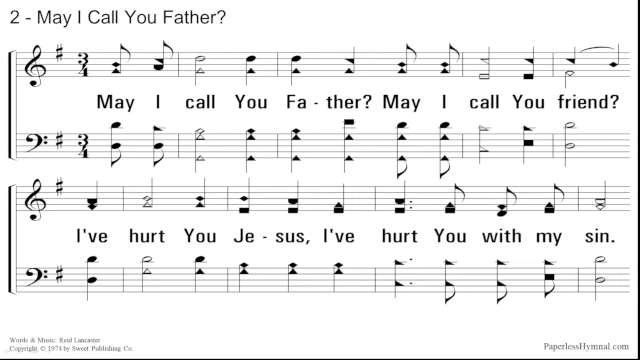 2 - May I Call You Father?
May I call You Fa - ther? May I call You friend?
I've hurt You Je - sus, I've hurt You with my sin.
Words & Music: Reid Lancaster
Copyright © 1974 by Sweet Publishing Co.
PaperlessHymnal.com